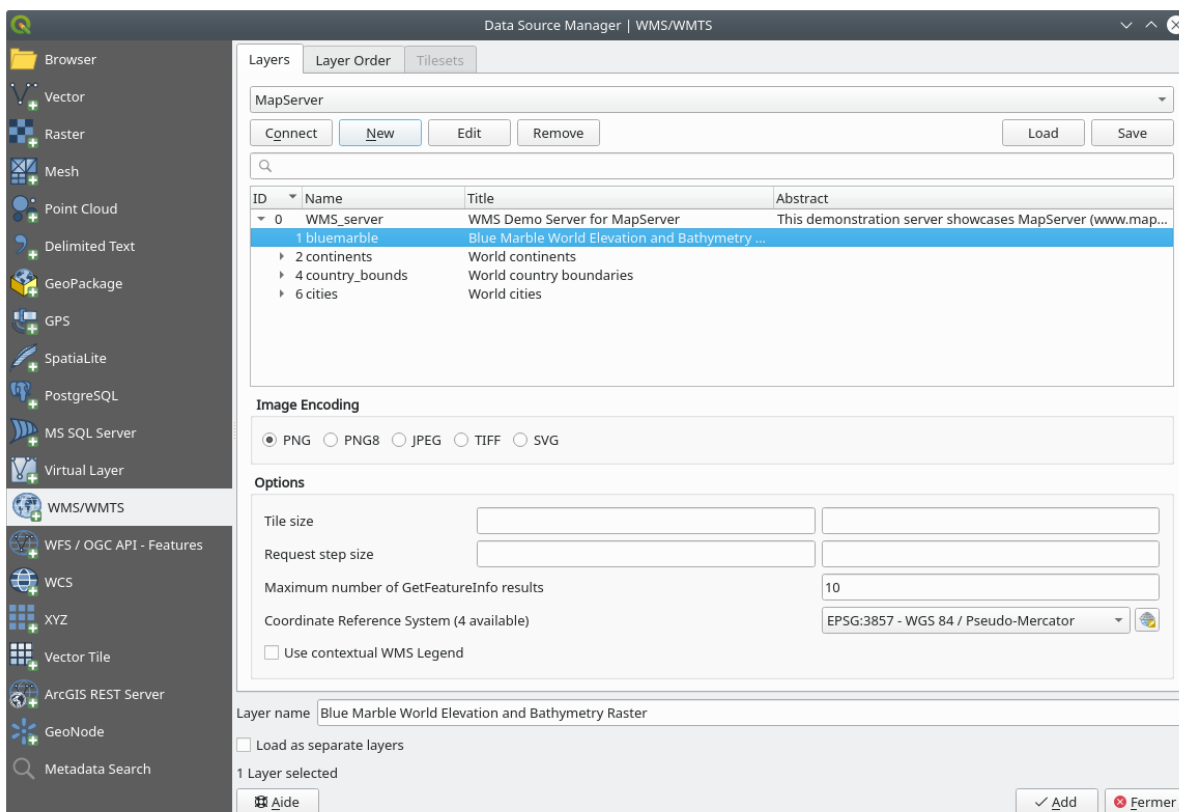 Data Source Manager | WMS/WMTS
Browser
Vector
Raster
Mesh
Point Cloud
Delimited Text
GeoPackage
GPS
SpatiaLite
PostgreSQL
MS SQL Server
Virtual Layer
WMS/WMTS
WFS / OGC API - Features
WCS
XYZ
Vector Tile
ArcGIS REST Server
GeoNode
Metadata Search
Layers Layer Order Tilesets
MapServer
Connect New Edit Remove Load Save
ID Name Title Abstract
0 WMS_server WMS Demo Server for MapServer This demonstration server showcases MapServer (www.map...
1 bluemarble Blue Marble World Elevation and Bathymetry ...
2 continents World continents
4 country_bounds World country boundaries
6 cities World cities
Image Encoding
PNG PNG8 JPEG TIFF SVG
Options
Tile size
Request step size
Maximum number of GetFeatureInfo results 10
Coordinate Reference System (4 available) EPSG:3857 - WGS 84 / Pseudo-Mercator
Use contextual WMS Legend
Layer name Blue Marble World Elevation and Bathymetry Raster
Load as separate layers
1 Layer selected
Aide Add Fermer